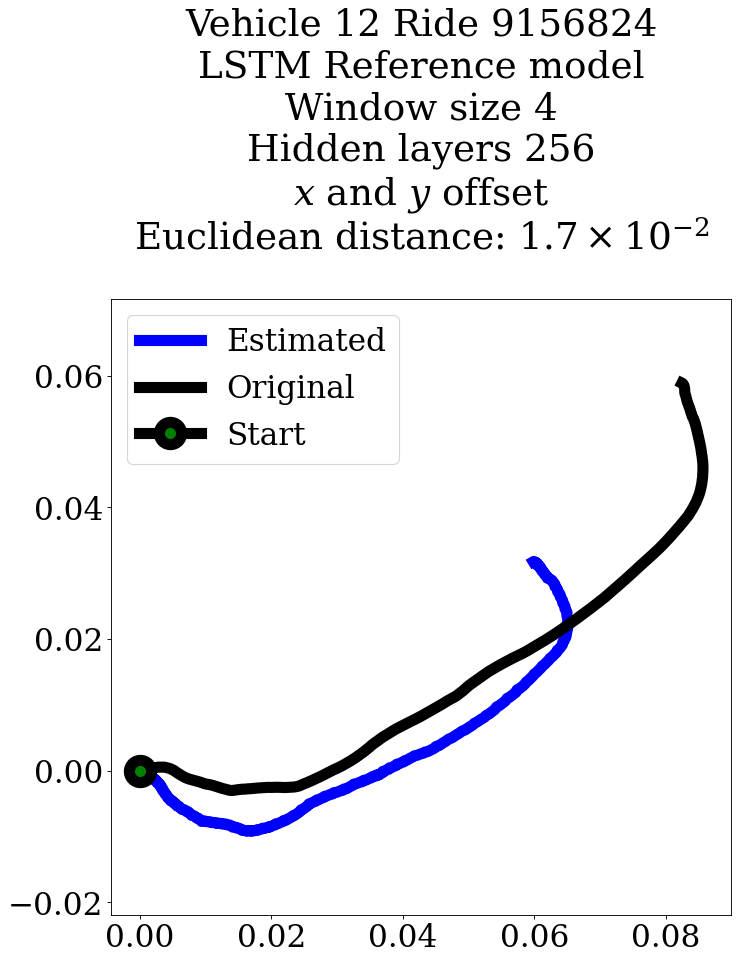 Vehicle 12 Ride 9156824
LSTM Reference model
Window size 4
Hidden layers 256
x and y offset
Euclidean distance: 1.7 × 10⁻²
Estimated
Original
Start
0.06
0.04
0.02
0.00
−0.02
0.00 0.02 0.04 0.06 0.08